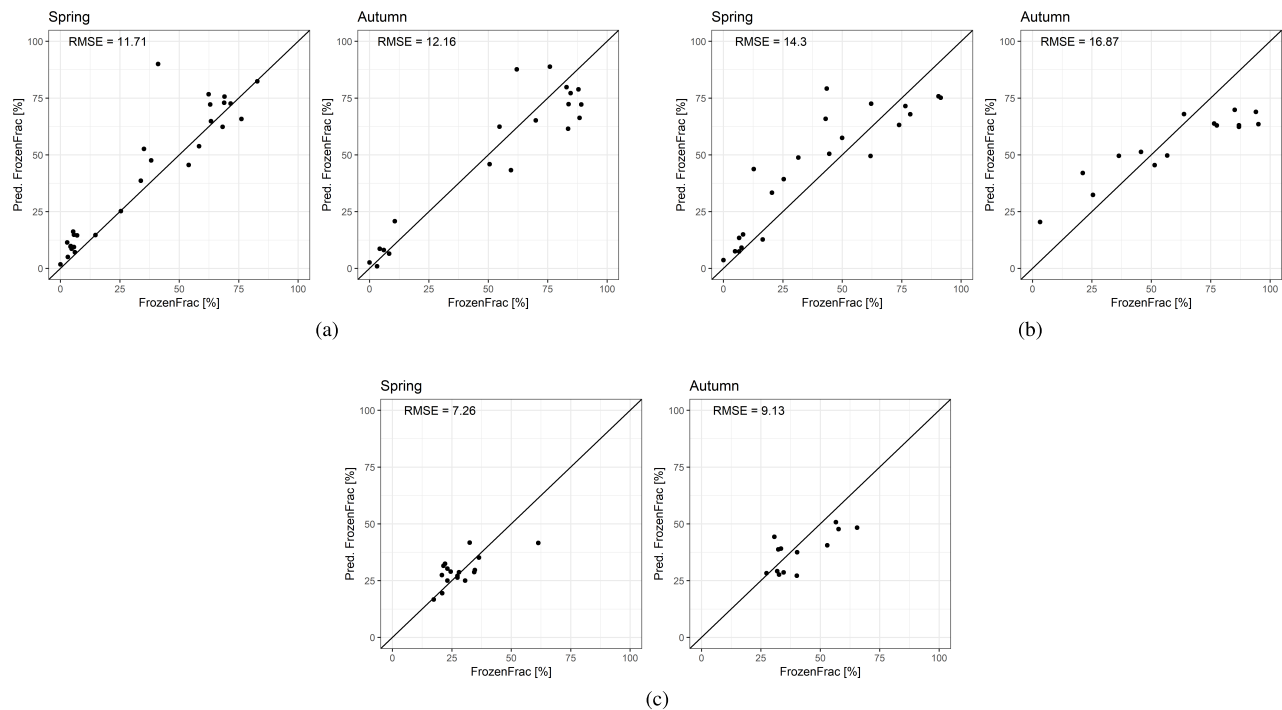 Spring
RMSE = 11.71
Pred. FrozenFrac [%]
100
75
50
25
0
0 25 50 75 100
FrozenFrac [%]
Autumn
RMSE = 12.16
Pred. FrozenFrac [%]
100
75
50
25
0
0 25 50 75 100
FrozenFrac [%]
(a)
Spring
RMSE = 14.3
Pred. FrozenFrac [%]
100
75
50
25
0
0 25 50 75 100
FrozenFrac [%]
Autumn
RMSE = 16.87
Pred. FrozenFrac [%]
100
75
50
25
0
0 25 50 75 100
FrozenFrac [%]
(b)
Spring
RMSE = 7.26
Pred. FrozenFrac [%]
100
75
50
25
0
0 25 50 75 100
FrozenFrac [%]
Autumn
RMSE = 9.13
Pred. FrozenFrac [%]
100
75
50
25
0
0 25 50 75 100
FrozenFrac [%]
(c)